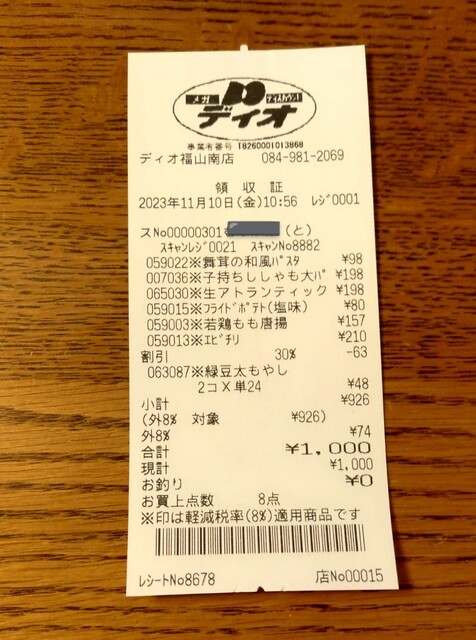 メガ ディスカウント
ディオ
事業者番号 T8260001013868
ディオ福山南店 084-981-2069
領収証
2023年11月10日(金)10:56 レジ0001
スNo00000301 (と)
スキャンレジ0021 スキャンNo8882
059022※舞茸の和風パスタ ¥98
007036※子持ちししゃも大パ ¥198
065030※生アトランティック ¥198
059015※フライドポテト(塩味) ¥80
059003※若鶏もも唐揚 ¥157
059013※エビチリ ¥210
割引 30% -63
063087※緑豆太もやし
2コ X 単24 ¥48
小計 ¥926
(外8% 対象 ¥926)
外8% ¥74
合計 ¥1,000
現計 ¥1,000
お釣り ¥0
お買上点数 8点
※印は軽減税率(8%)適用商品です
レシートNo8678 店No00015